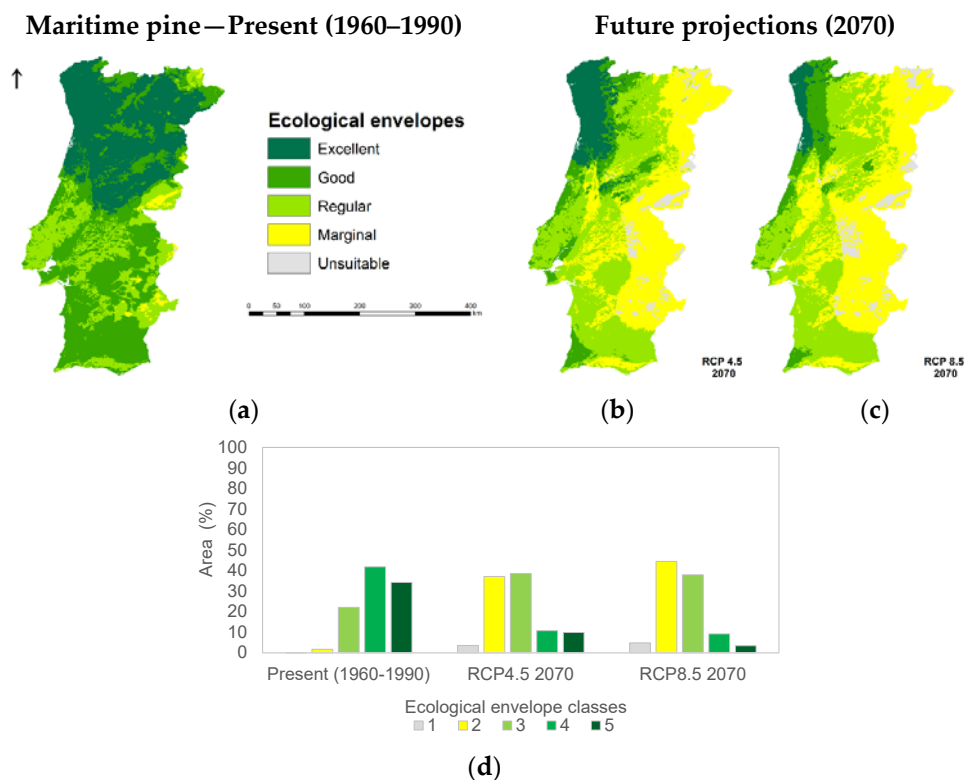 Maritime pine—Present (1960–1990)
Future projections (2070)
Ecological envelopes
Excellent
Good
Regular
Marginal
Unsuitable
0 25 50 100 200 300 400
km
RCP 4.5
2070
RCP 8.5
2070
(a)
(b)
(c)
Area (%)
100
90
80
70
60
50
40
30
20
10
0
Present (1960-1990)
RCP4.5 2070
RCP8.5 2070
Ecological envelope classes
1 2 3 4 5
(d)